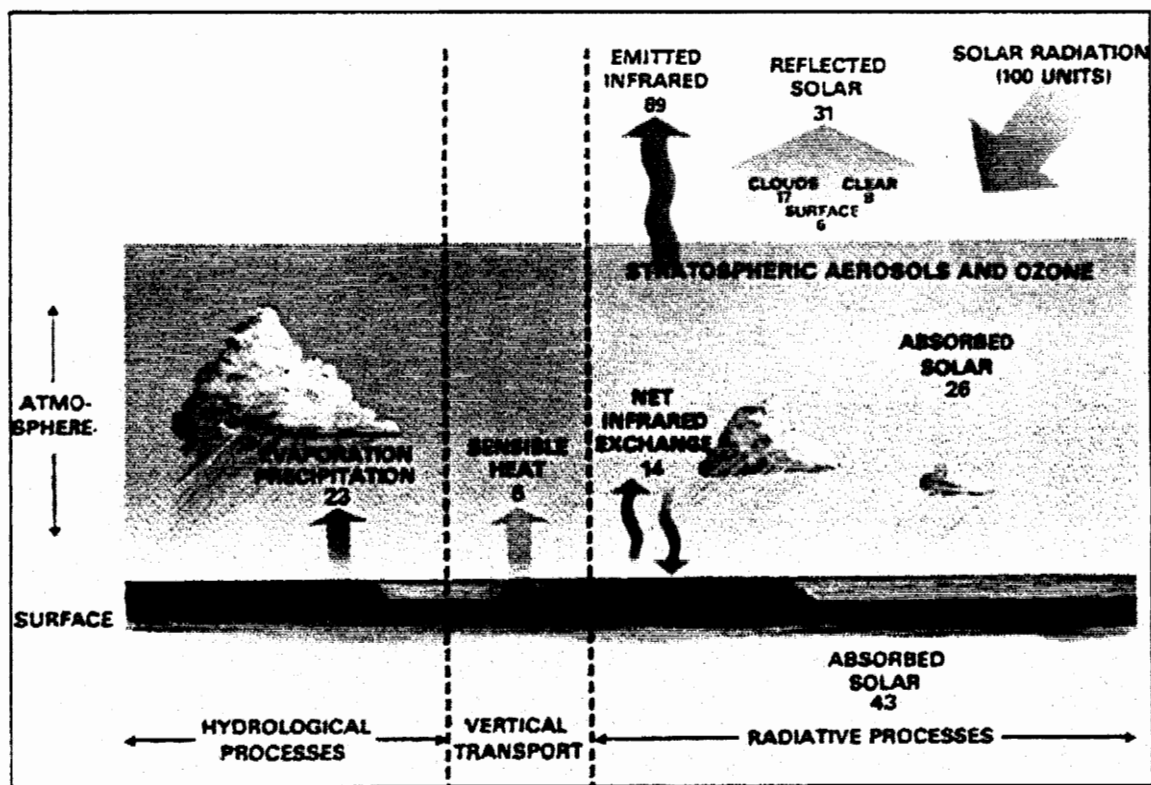 EMITTED
INFRARED
89
REFLECTED
SOLAR
31
SOLAR RADIATION
(100 UNITS)
CLOUDS
17
CLEAR
8
SURFACE
6
STRATOSPHERIC AEROSOLS AND OZONE
ATMO-
SPHERE
EVAPORATION
PRECIPITATION
23
SENSIBLE
HEAT
6
NET
INFRARED
EXCHANGE
14
ABSORBED
SOLAR
26
SURFACE
ABSORBED
SOLAR
43
HYDROLOGICAL
PROCESSES
VERTICAL
TRANSPORT
RADIATIVE PROCESSES